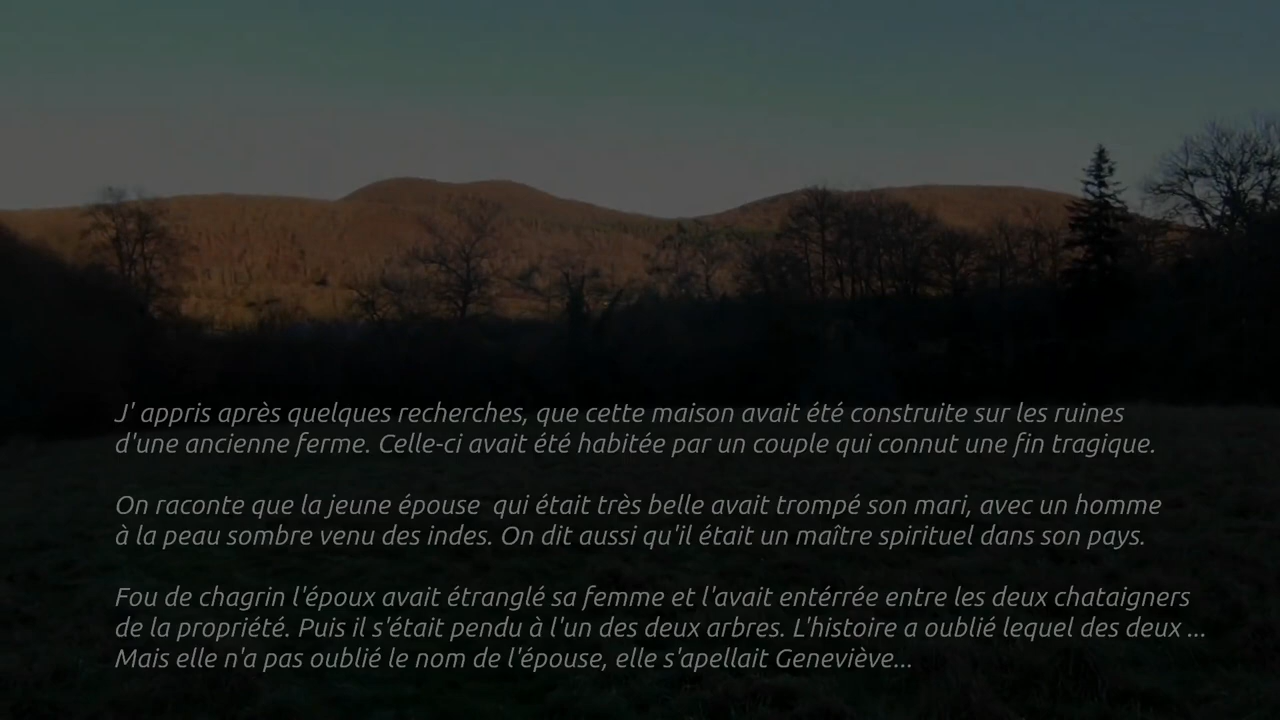 J' appris après quelques recherches, que cette maison avait été construite sur les ruines
d'une ancienne ferme. Celle-ci avait été habitée par un couple qui connut une fin tragique.
On raconte que la jeune épouse  qui était très belle avait trompé son mari, avec un homme
à la peau sombre venu des indes. On dit aussi qu'il était un maître spirituel dans son pays.
Fou de chagrin l'époux avait étranglé sa femme et l'avait entérrée entre les deux chataigners
de la propriété. Puis il s'était pendu à l'un des deux arbres. L'histoire a oublié lequel des deux ...
Mais elle n'a pas oublié le nom de l'épouse, elle s'apellait Geneviève...